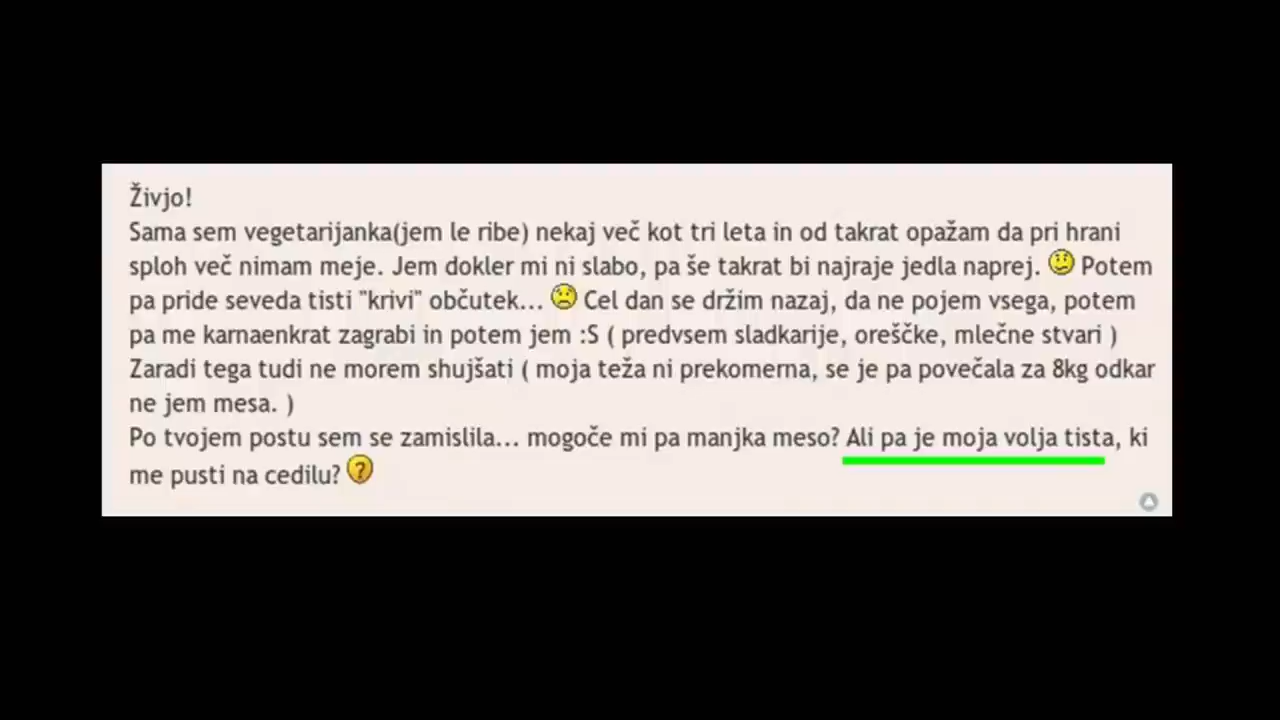 Živjo!
Sama sem vegetarijanka(jem le ribe) nekaj več kot tri leta in od takrat opažam da pri hrani
sploh več nimam meje. Jem dokler mi ni slabo, pa še takrat bi najraje jedla naprej. Potem
pa pride seveda tisti "krivi" občutek... Cel dan se držim nazaj, da ne pojem vsega, potem
pa me karnaenkrat zagrabi in potem jem :S ( predvsem sladkarije, oreščke, mlečne stvari )
Zaradi tega tudi ne morem shujšati ( moja teža ni prekomerna, se je pa povečala za 8kg odkar
ne jem mesa. )
Po tvojem postu sem se zamislila... mogoče mi pa manjka meso? Ali pa je moja volja tista, ki
me pusti na cedilu?